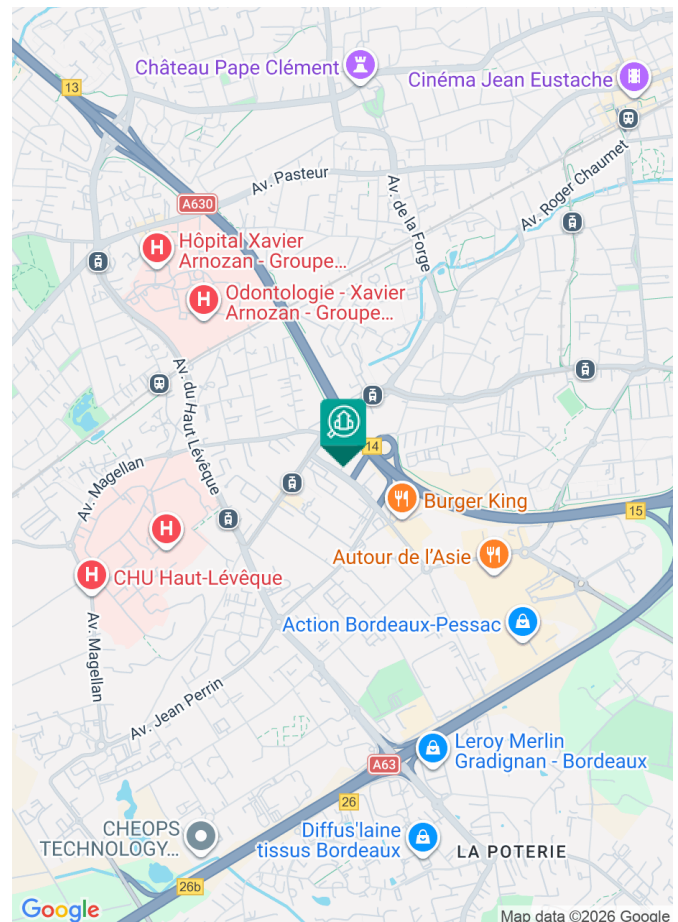 Château Pape Clément
Cinéma Jean Eustache
13
Av. Pasteur
Av. Roger Chaumet
Av. de la Forge
A630
H
Hôpital Xavier
Arnozan - Groupe...
H
Odontologie - Xavier
Arnozan - Groupe...
Av. du Haut Lévêque
14
Av. Magellan
Burger King
15
H
Autour de l'Asie
H
CHU Haut-Lévêque
Action Bordeaux-Pessac
Av. Magellan
Av. Jean Perrin
Leroy Merlin
Gradignan - Bordeaux
A63
26
CHEOPS
TECHNOLOGY...
Diffus'laine
tissus Bordeaux
LA POTERIE
26b
Google
Map data ©2026 Google